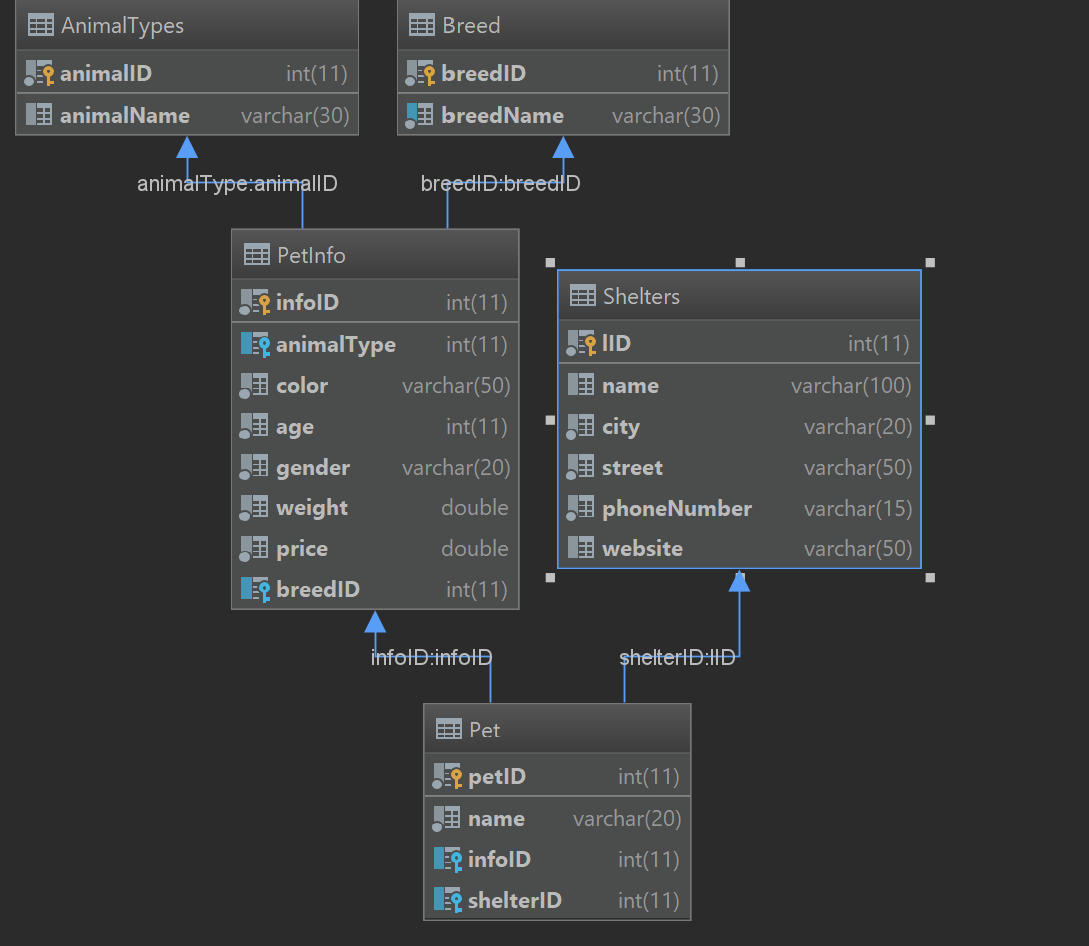 AnimalTypes
animalID int(11)
animalName varchar(30)
Breed
breedID int(11)
breedName varchar(30)
animalType:animalID
breedID:breedID
PetInfo
infoID int(11)
animalType int(11)
color varchar(50)
age int(11)
gender varchar(20)
weight double
price double
breedID int(11)
Shelters
lID int(11)
name varchar(100)
city varchar(20)
street varchar(50)
phoneNumber varchar(15)
website varchar(50)
infoID:infoID
shelterID:lID
Pet
petID int(11)
name varchar(20)
infoID int(11)
shelterID int(11)